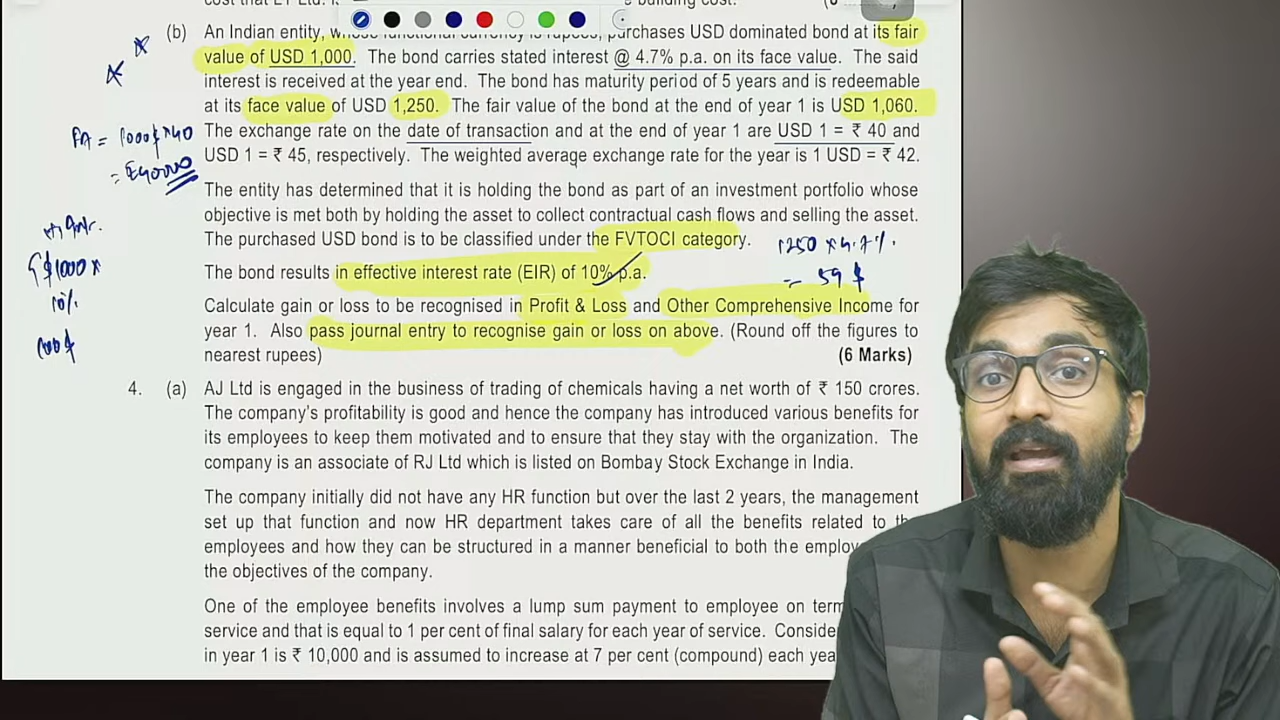 (b) An Indian entity, whose functional currency is rupees, purchases USD dominated bond at its fair
value of USD 1,000. The bond carries stated interest @ 4.7% p.a. on its face value. The said
interest is received at the year end. The bond has maturity period of 5 years and is redeemable
at its face value of USD 1,250. The fair value of the bond at the end of year 1 is USD 1,060.
The exchange rate on the date of transaction and at the end of year 1 are USD 1 = ₹ 40 and
USD 1 = ₹ 45, respectively. The weighted average exchange rate for the year is 1 USD = ₹ 42.
FA = 1000$ x40
= ₹40000
The entity has determined that it is holding the bond as part of an investment portfolio whose
objective is met both by holding the asset to collect contractual cash flows and selling the asset.
The purchased USD bond is to be classified under the FVTOCI category.
1250 x 4.7%.
= 59 $
The bond results in effective interest rate (EIR) of 10% p.a.
$1000 x
10%
100$
Calculate gain or loss to be recognised in Profit & Loss and Other Comprehensive Income for
year 1. Also pass journal entry to recognise gain or loss on above. (Round off the figures to
nearest rupees) (6 Marks)
4. (a) AJ Ltd is engaged in the business of trading of chemicals having a net worth of ₹ 150 crores.
The company's profitability is good and hence the company has introduced various benefits for
its employees to keep them motivated and to ensure that they stay with the organization. The
company is an associate of RJ Ltd which is listed on Bombay Stock Exchange in India.
The company initially did not have any HR function but over the last 2 years, the management
set up that function and now HR department takes care of all the benefits related to
employees and how they can be structured in a manner beneficial to both the
the objectives of the company.
One of the employee benefits involves a lump sum payment to employee on
service and that is equal to 1 per cent of final salary for each year of service.
in year 1 is ₹ 10,000 and is assumed to increase at 7 per cent (compound) each